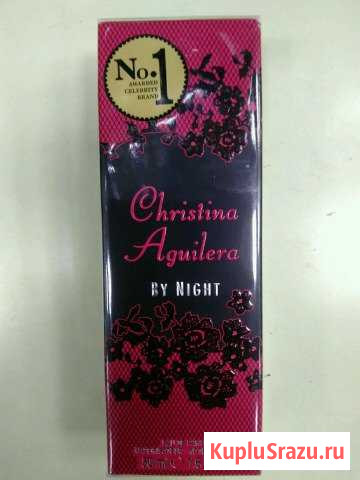 No.1
AWARDED
CELEBRITY
BRAND
Christina
Aguilera
BY NIGHT
KupluSrazu.ru